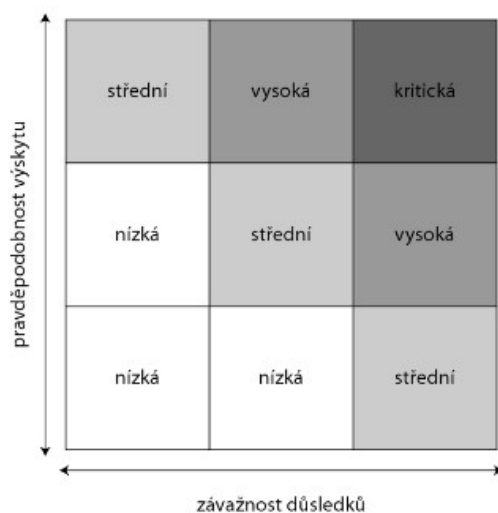 pravděpodobnost výskytu
střední vysoká kritická
nízká střední vysoká
nízká nízká střední
závažnost důsledků